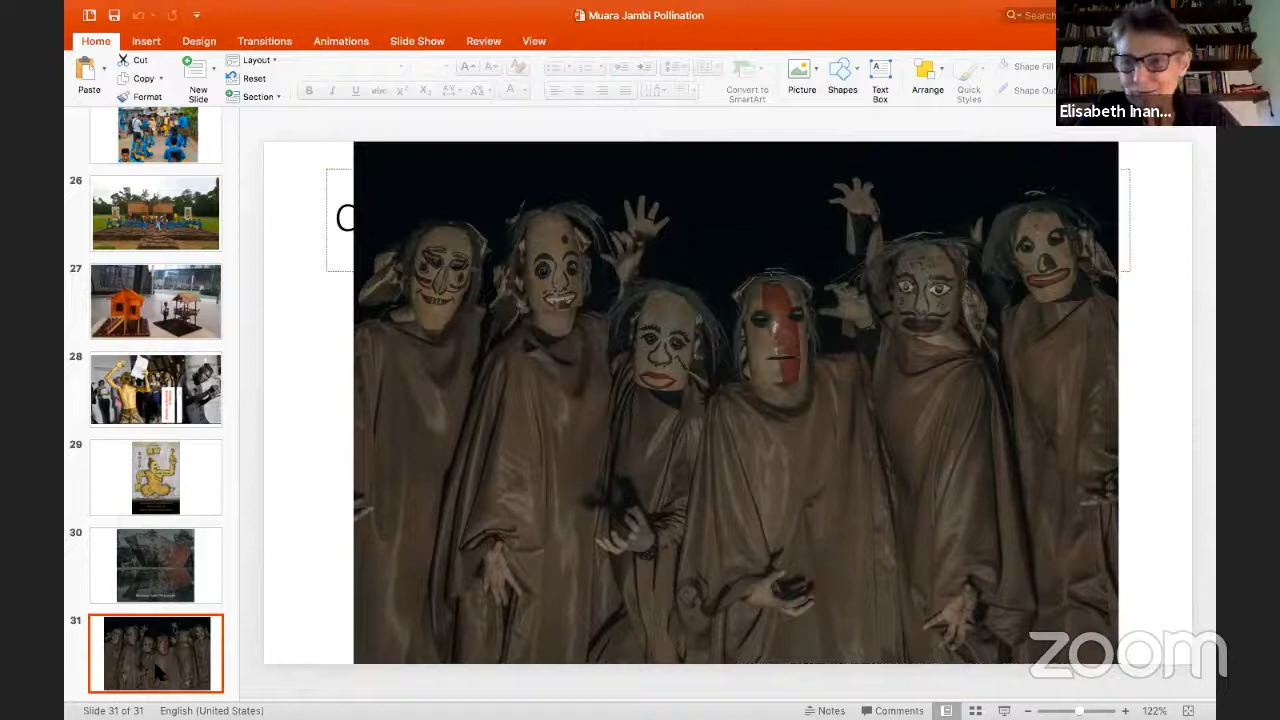 Muara Jambi Pollination
Search
Home Insert Design Transitions Animations Slide Show Review View
Paste
Cut
Copy
Format
New
Slide
Layout
Reset
Section
Convert to
SmartArt
Picture
Shapes
Text
Box
Arrange
Quick
Styles
Shape Fill
Shape Ou
Elisabeth Inan...
26
27
28
29
30
31
C
zoom
Slide 31 of 31
English (United States)
Notes
Comments
122%